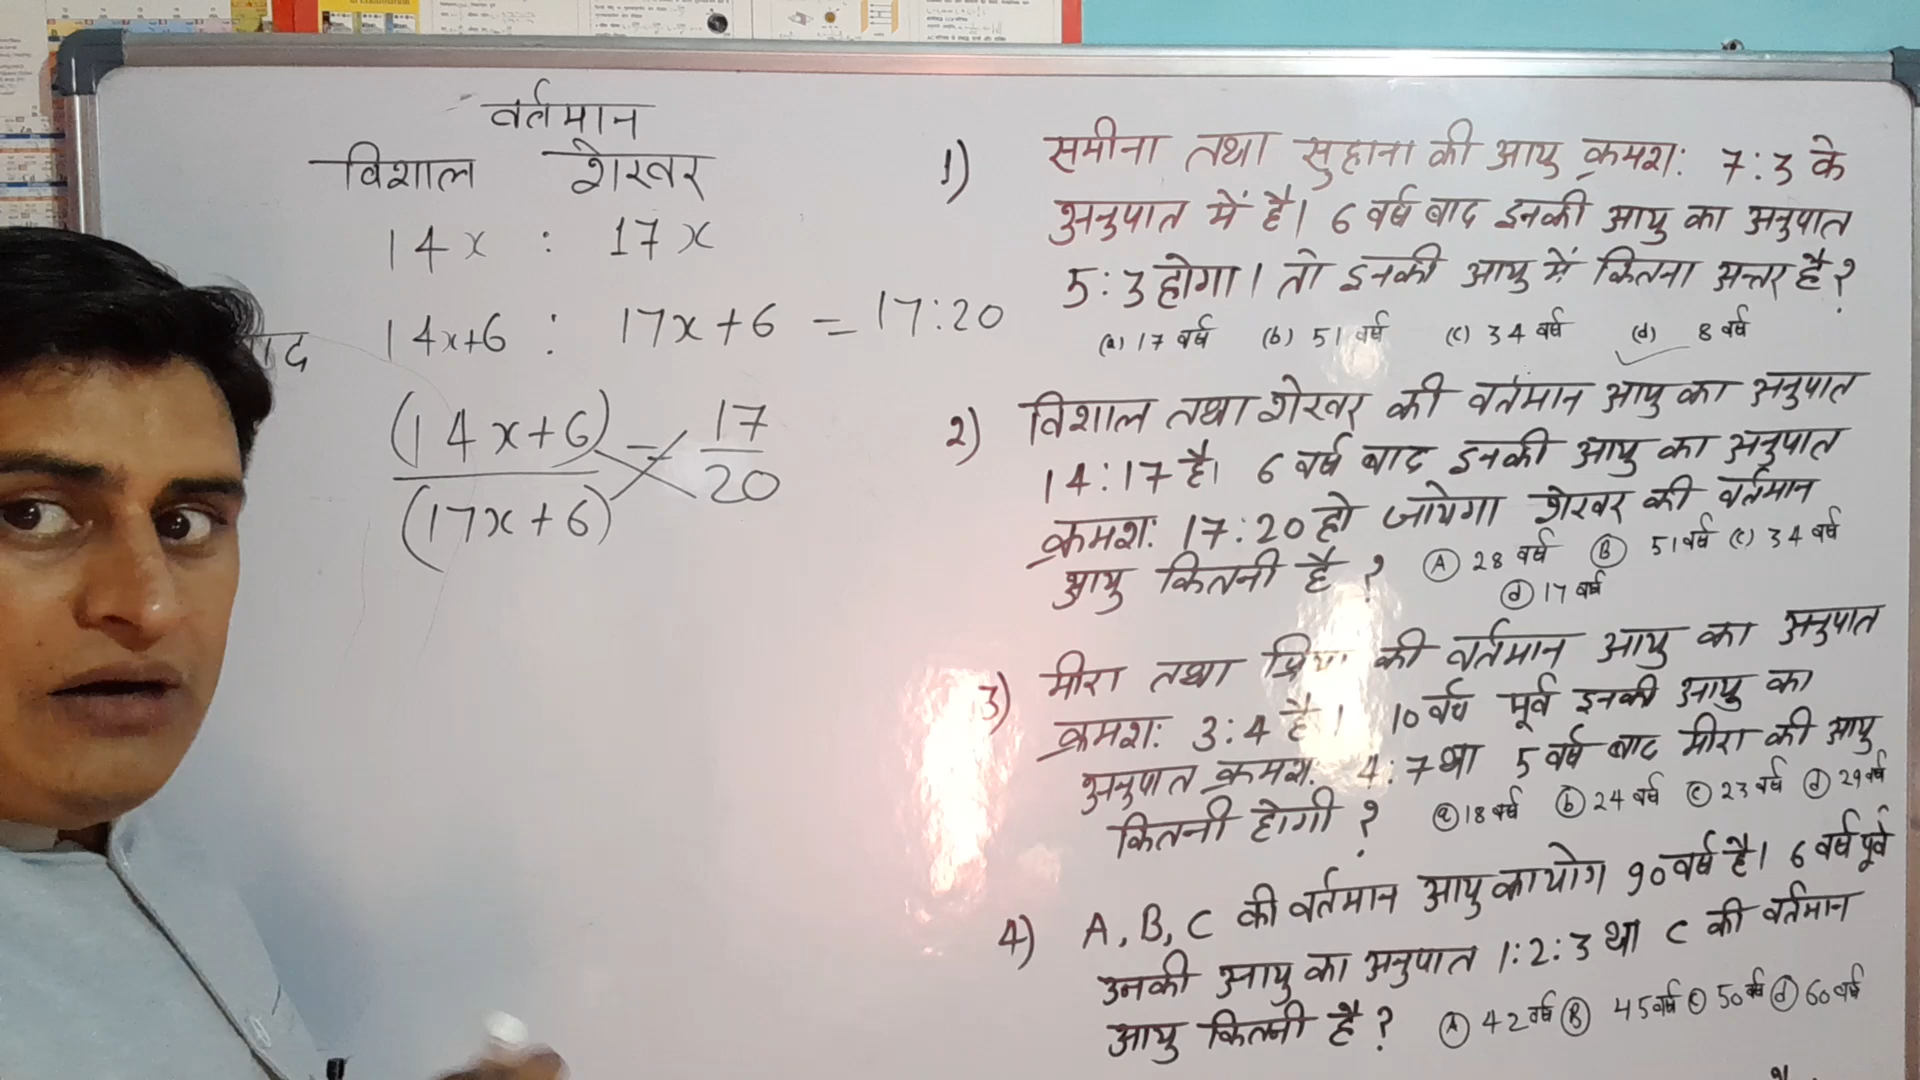 वर्तमान
विशाल शेखर
14x : 17x
14x+6 : 17x+6 = 17:20
(14x+6) = 17
(17x+6) 20
1) समीना तथा सुहाना की आयु क्रमश: 7:3 के
अनुपात में है। 6 वर्ष बाद इनकी आयु का अनुपात
5:3 होगा। तो इनकी आयु में कितना अन्तर है?
(a) 17 वर्ष (b) 51 वर्ष (c) 34 वर्ष (d) 8 वर्ष
2) विशाल तथा शेखर की वर्तमान आयु का अनुपात
14:17 है। 6 वर्ष बाद इनकी आयु का अनुपात
क्रमश: 17:20 हो जायेगा शेखर की वर्तमान
आयु कितनी है? (A) 28 वर्ष (B) 51 वर्ष (c) 34 वर्ष
(d) 17 वर्ष
3) मीरा तथा प्रिया की वर्तमान आयु का अनुपात
क्रमश: 3:4 है। 10 वर्ष पूर्व इनकी आयु का
अनुपात क्रमश: 4:7 था 5 वर्ष बाद मीरा की आयु
कितनी होगी? (a) 18 वर्ष (b) 24 वर्ष (c) 23 वर्ष (d) 29 वर्ष
4) A, B, C की वर्तमान आयु का योग 90 वर्ष है। 6 वर्ष पूर्व
उनकी आयु का अनुपात 1:2:3 था C की वर्तमान
आयु कितनी है? (A) 42 वर्ष (B) 45 वर्ष (c) 50 वर्ष (d) 60 वर्ष